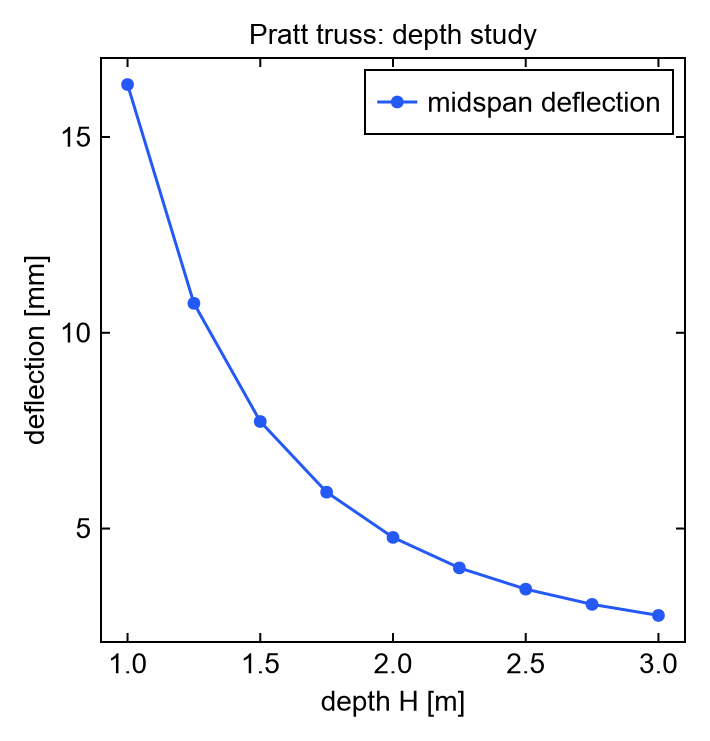 Pratt truss: depth study
midspan deflection
deflection [mm]
15
10
5
1.0 1.5 2.0 2.5 3.0
depth H [m]